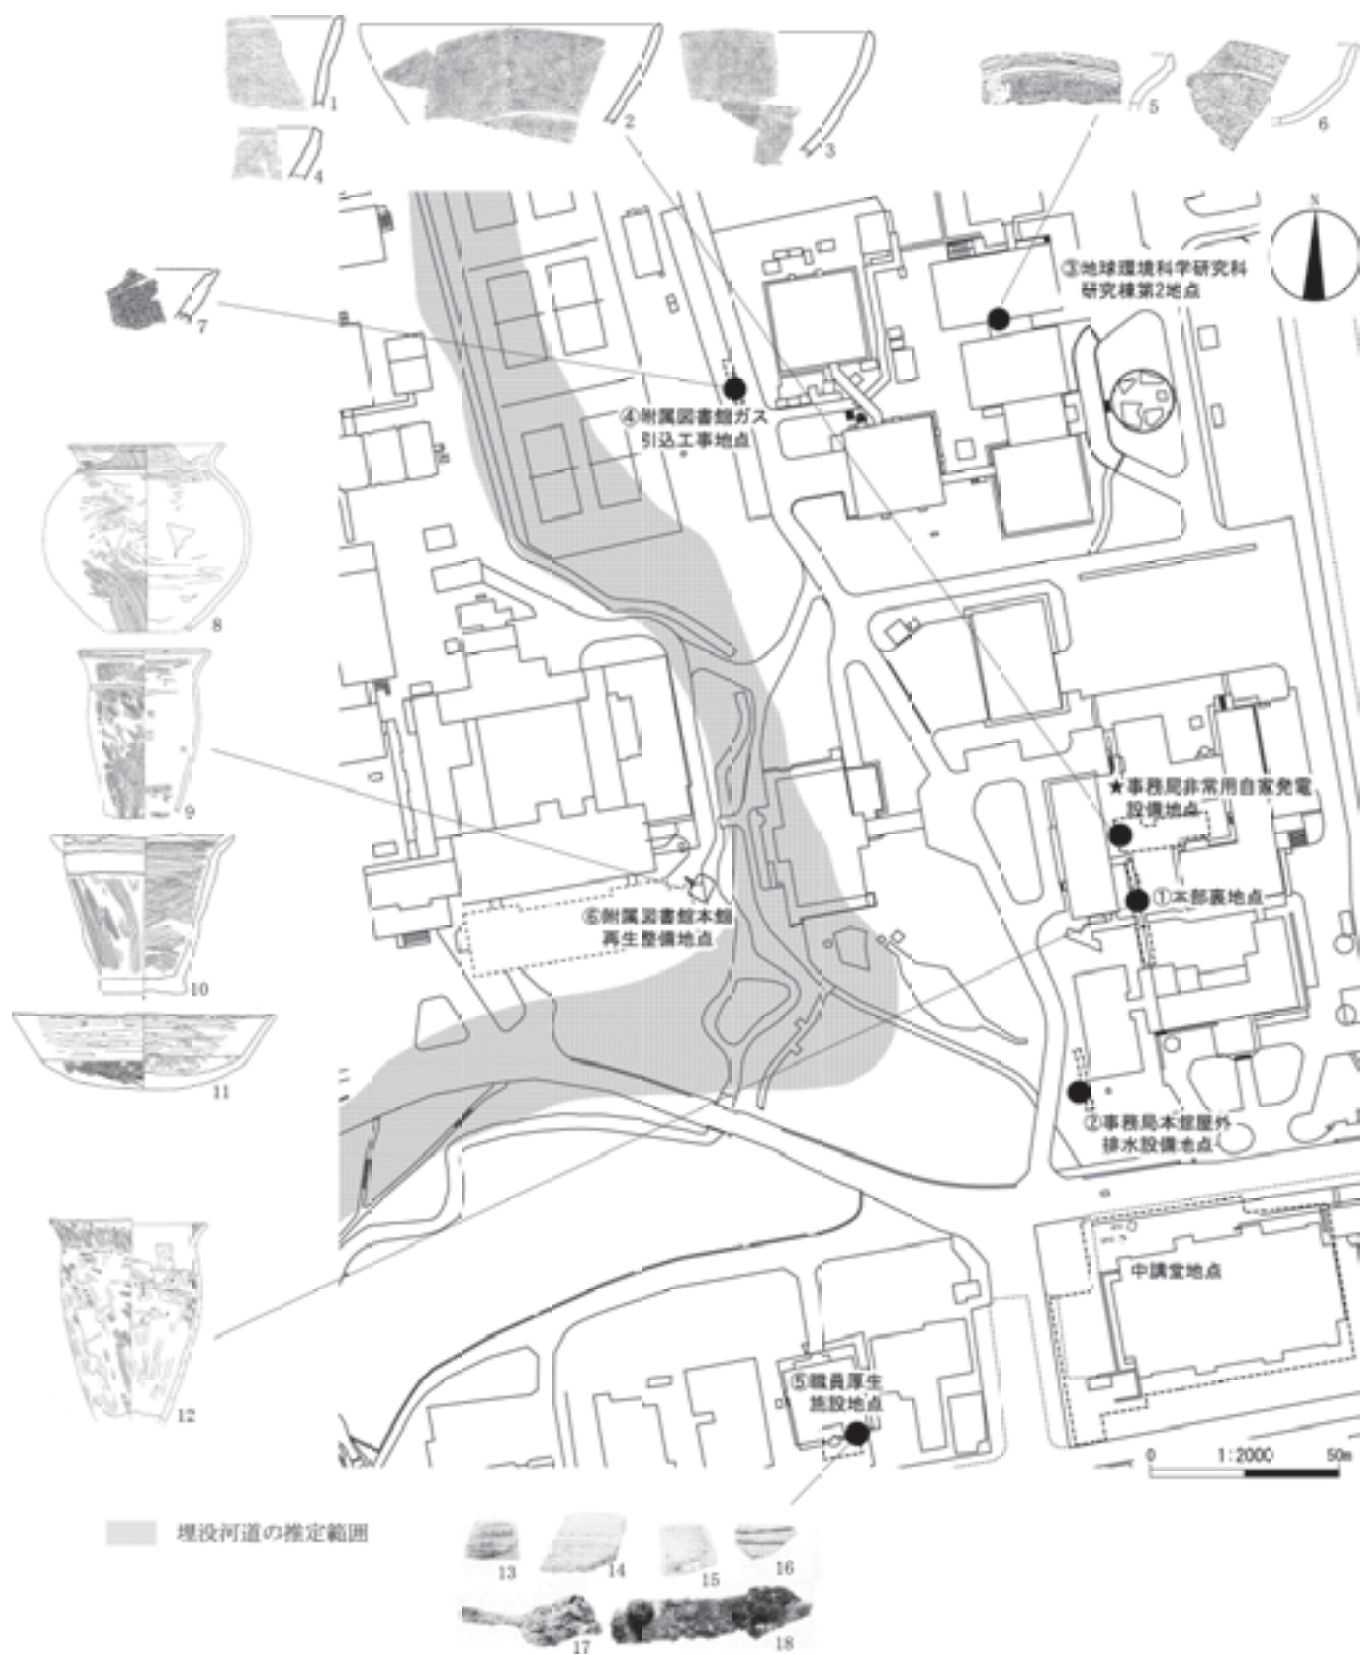 1
2
3
4
5
6
7
N
③地球環境科学研究科
研究棟第2地点
④附属図書館ガス
引込工事地点
8
9
10
11
12
★事務局非常用自家発電
設備地点
①本部裏地点
⑥附属図書館本館
再生整備地点
②事務局本館屋外
排水設備地点
中講堂地点
⑤職員厚生
施設地点
0 1:2000 50m
埋没河道の推定範囲
13
14
15
16
17
18